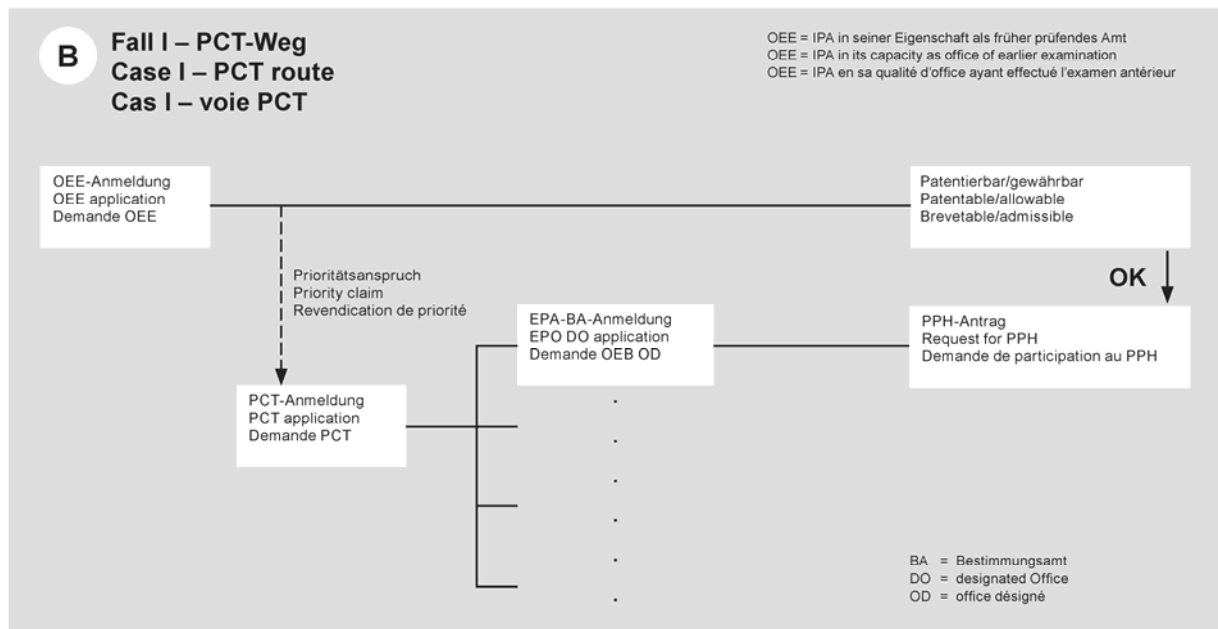 B
Fall I – PCT-Weg
Case I – PCT route
Cas I – voie PCT
OEE = IPA in seiner Eigenschaft als früher prüfendes Amt
OEE = IPA in its capacity as office of earlier examination
OEE = IPA en sa qualité d'office ayant effectué l'examen antérieur
OEE-Anmeldung
OEE application
Demande OEE
Patentierbar/gewährbar
Patentable/allowable
Brevetable/admissible
Prioritätsanspruch
Priority claim
Revendication de priorité
OK
EPA-BA-Anmeldung
EPO DO application
Demande OEB OD
PPH-Antrag
Request for PPH
Demande de participation au PPH
PCT-Anmeldung
PCT application
Demande PCT
BA = Bestimmungsamt
DO = designated Office
OD = office désigné